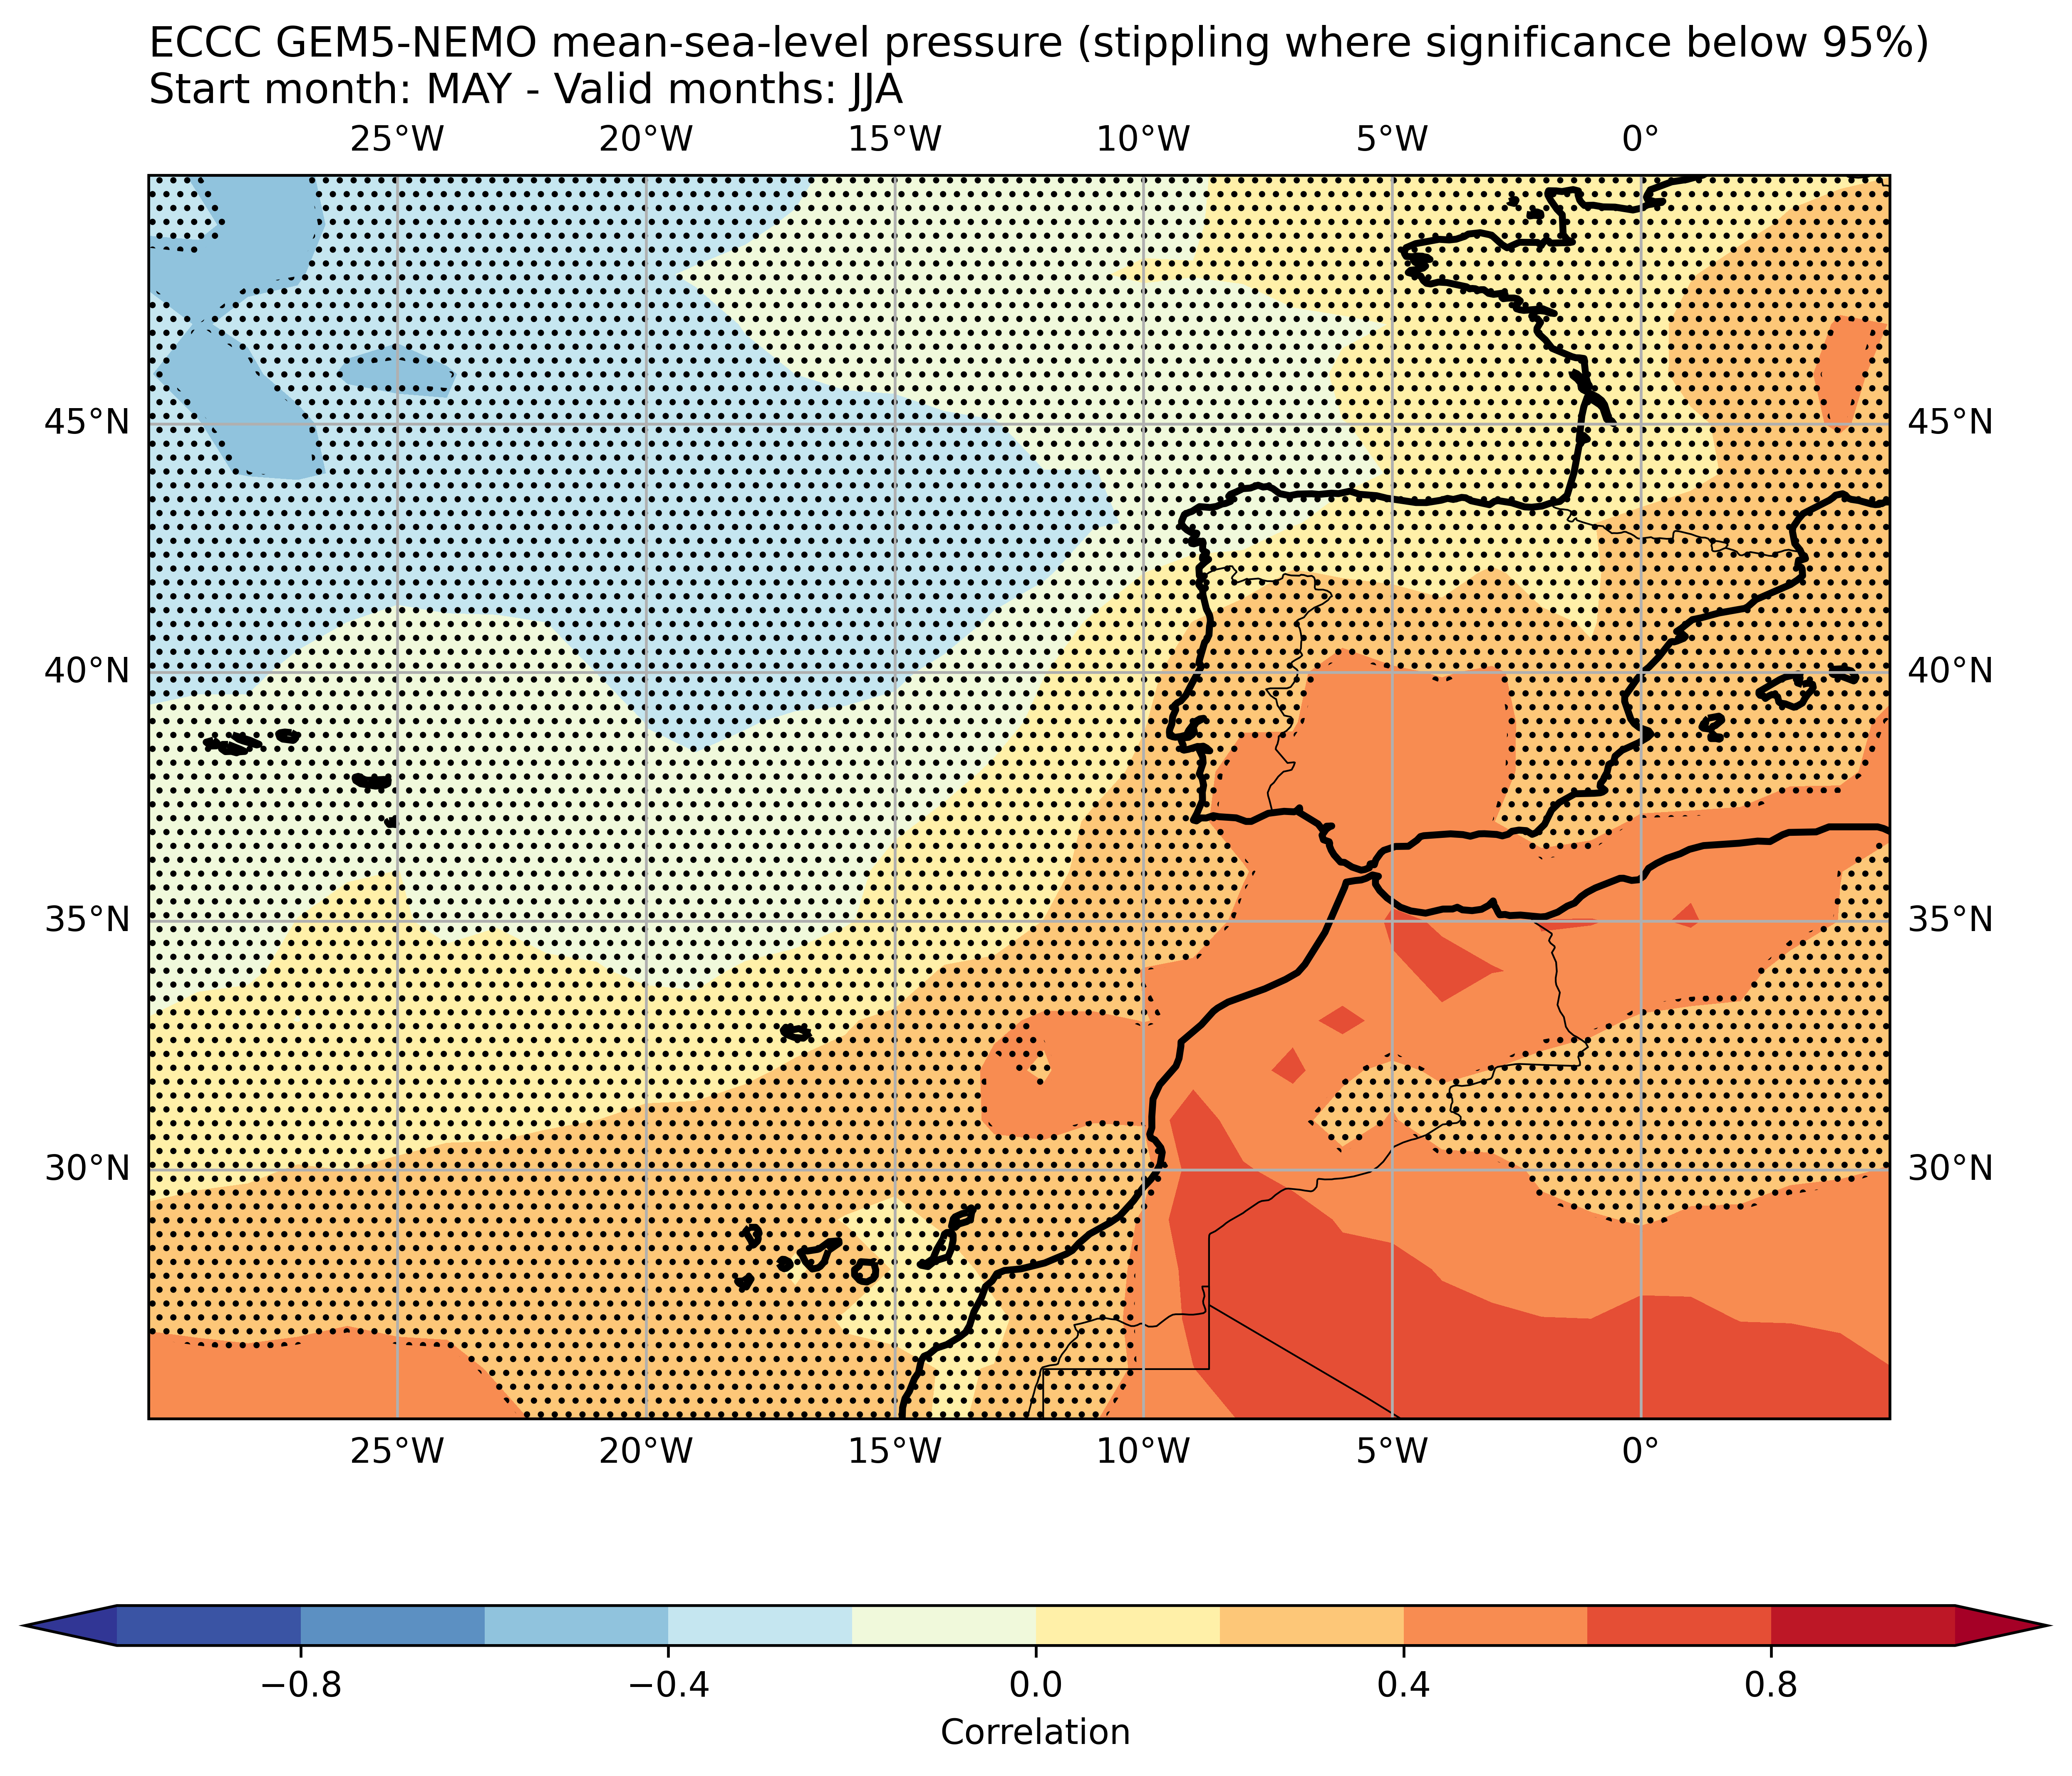 ECCC GEM5-NEMO mean-sea-level pressure (stippling where significance below 95%)
Start month: MAY - Valid months: JJA
25°W 20°W 15°W 10°W 5°W 0°
45°N 45°N
40°N 40°N
35°N 35°N
30°N 30°N
25°W 20°W 15°W 10°W 5°W 0°
−0.8 −0.4 0.0 0.4 0.8
Correlation